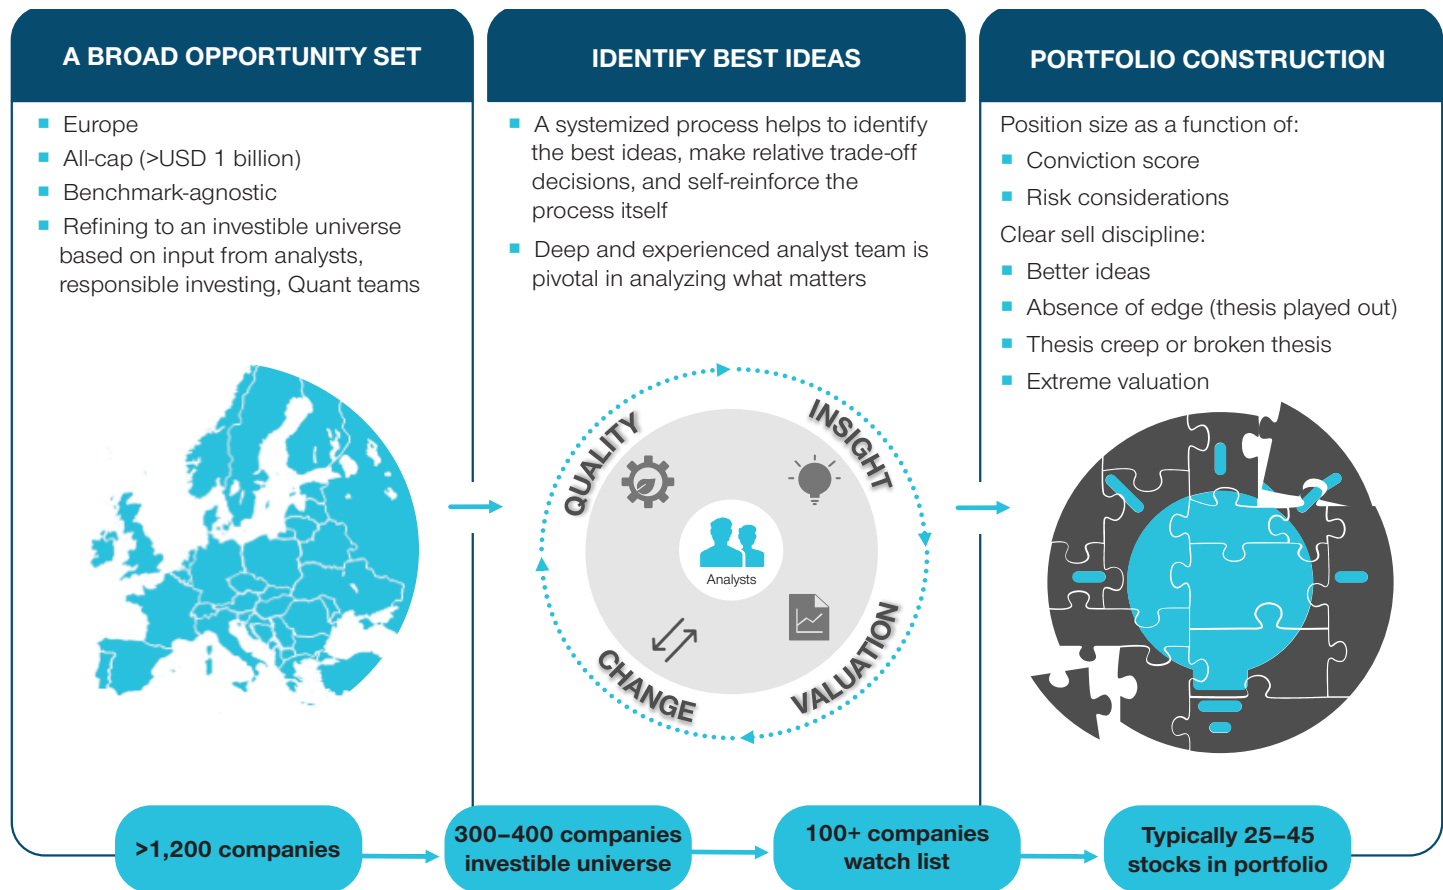 A BROAD OPPORTUNITY SET
Europe
All-cap (>USD 1 billion)
Benchmark-agnostic
Refining to an investible universe
based on input from analysts,
responsible investing, Quant teams
IDENTIFY BEST IDEAS
A systemized process helps to identify
the best ideas, make relative trade-off
decisions, and self-reinforce the
process itself
Deep and experienced analyst team is
pivotal in analyzing what matters
QUALITY
INSIGHT
Analysts
CHANGE
VALUATION
PORTFOLIO CONSTRUCTION
Position size as a function of:
Conviction score
Risk considerations
Clear sell discipline:
Better ideas
Absence of edge (thesis played out)
Thesis creep or broken thesis
Extreme valuation
>1,200 companies
300–400 companies
investible universe
100+ companies
watch list
Typically 25–45
stocks in portfolio